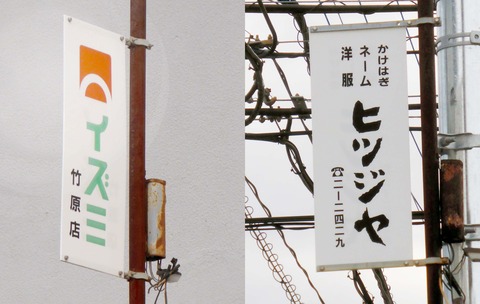 イズミ
竹原店
かけはぎ
ネーム
洋服
ヒツジヤ
☎二ー二四二九